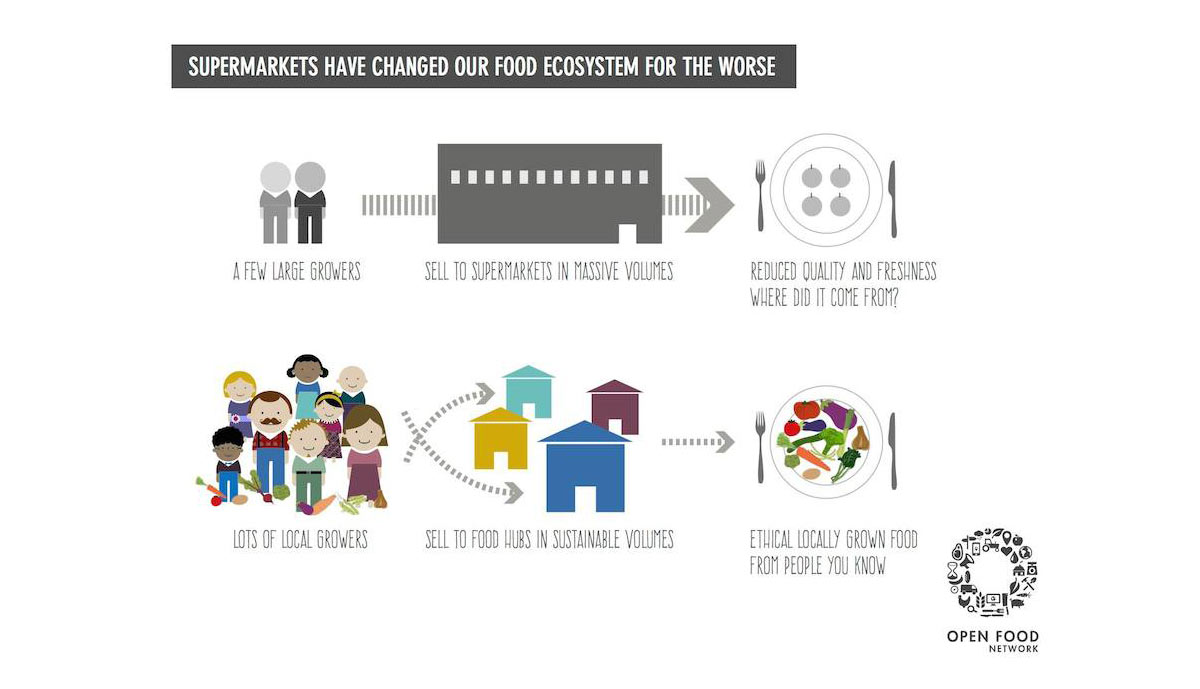 SUPERMARKETS HAVE CHANGED OUR FOOD ECOSYSTEM FOR THE WORSE
A FEW LARGE GROWERS
SELL TO SUPERMARKETS IN MASSIVE VOLUMES
REDUCED QUALITY AND FRESHNESS
WHERE DID IT COME FROM?
LOTS OF LOCAL GROWERS
SELL TO FOOD HUBS IN SUSTAINABLE VOLUMES
ETHICAL LOCALLY GROWN FOOD
FROM PEOPLE YOU KNOW
OPEN FOOD
NETWORK